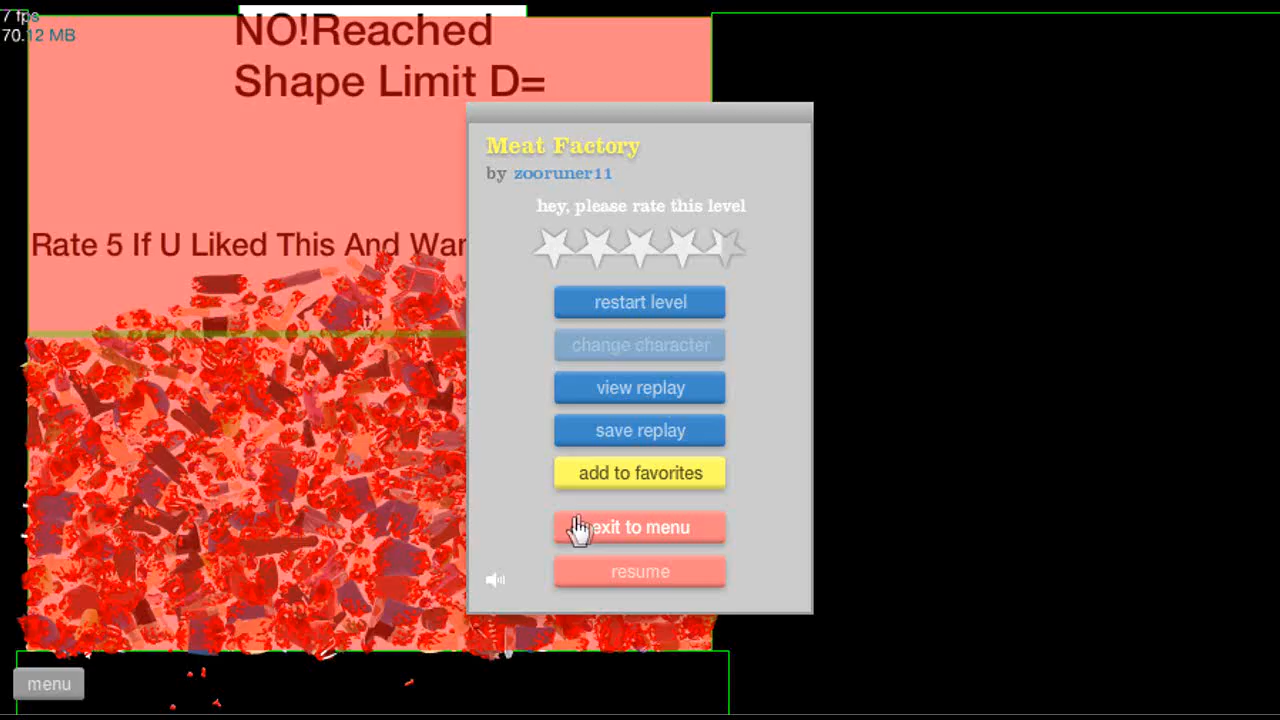 7 fps
70.12 MB
NO!Reached
Shape Limit D=
Rate 5 If U Liked This And
Meat Factory
by zooruner11
hey, please rate this level
restart level
change character
view replay
save replay
add to favorites
exit to menu
resume
menu